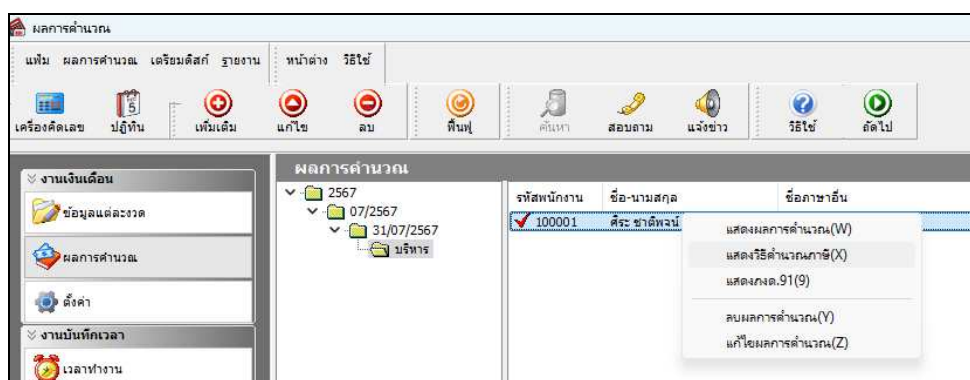 ผลการคำนวณ
แฟ้ม ผลการคำนวณ เตรียมดิสก์ รายงาน หน้าต่าง วิธีใช้
5
เครื่องคิดเลข ปฏิทิน เพิ่มเติม แก้ไข ลบ ฟื้นฟู ค้นหา สอบถาม แจ้งข่าว วิธีใช้ ถัดไป
งานเงินเดือน
ข้อมูลแต่ละงวด
ผลการคำนวณ
ตั้งค่า
งานบันทึกเวลา
เวลาทำงาน
ผลการคำนวณ
2567
07/2567
31/07/2567
บริหาร
รหัสพนักงาน ชื่อ-นามสกุล ชื่อภาษาอื่น
100001 ศิระ ชาติพจน์
แสดงผลการคำนวณ(W)
แสดงวิธีคำนวณภาษี(X)
แสดงภงด.91(9)
ลบผลการคำนวณ(Y)
แก้ไขผลการคำนวณ(Z)